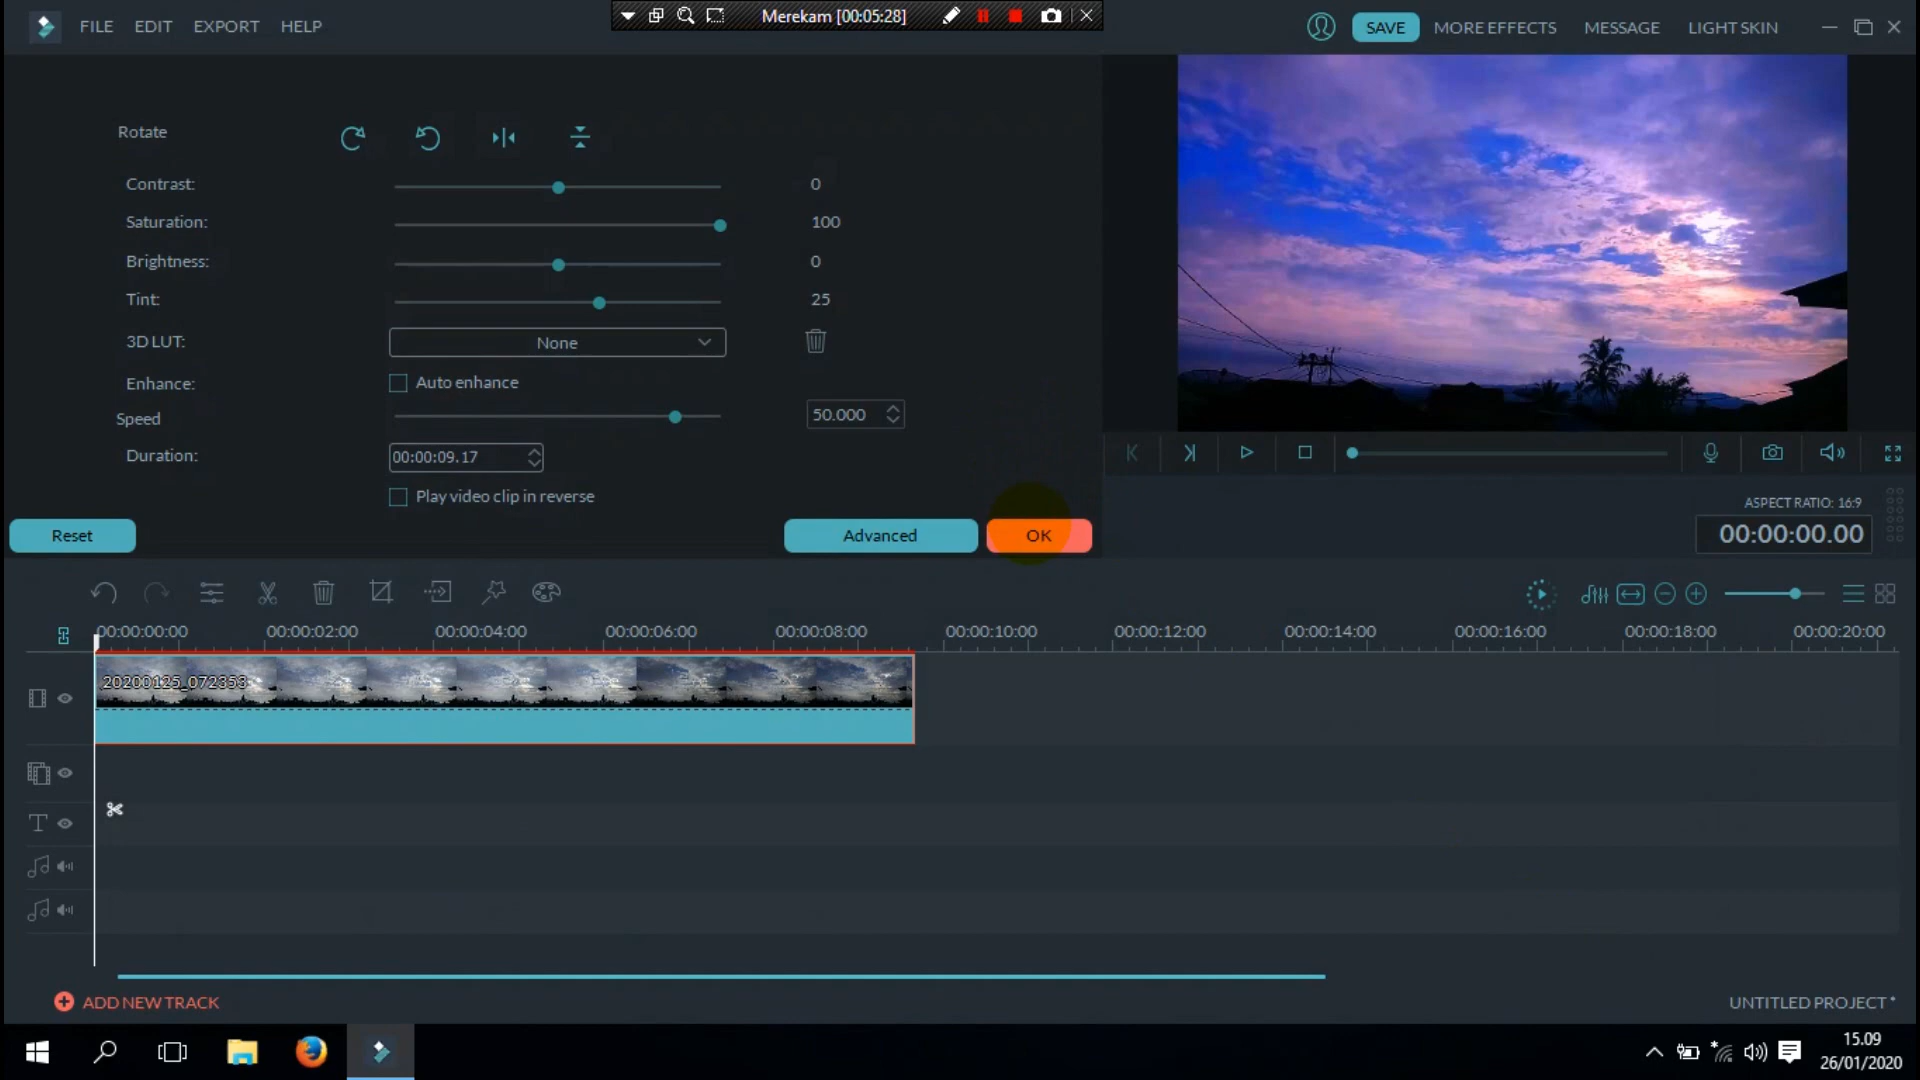 FILE EDIT EXPORT HELP
Merekam [00:05:28]
SAVE MORE EFFECTS MESSAGE LIGHT SKIN
Rotate
Contrast: 0
Saturation: 100
Brightness: 0
Tint: 25
3D LUT: None
Enhance: Auto enhance
Speed 50.000
Duration: 00:00:09.17
Play video clip in reverse
Reset Advanced OK
ASPECT RATIO: 16:9
00:00:00.00
00:00:00:00 00:00:02:00 00:00:04:00 00:00:06:00 00:00:08:00 00:00:10:00 00:00:12:00 00:00:14:00 00:00:16:00 00:00:18:00 00:00:20:00
20200125_072353
ADD NEW TRACK
UNTITLED PROJECT *
15.09
26/01/2020